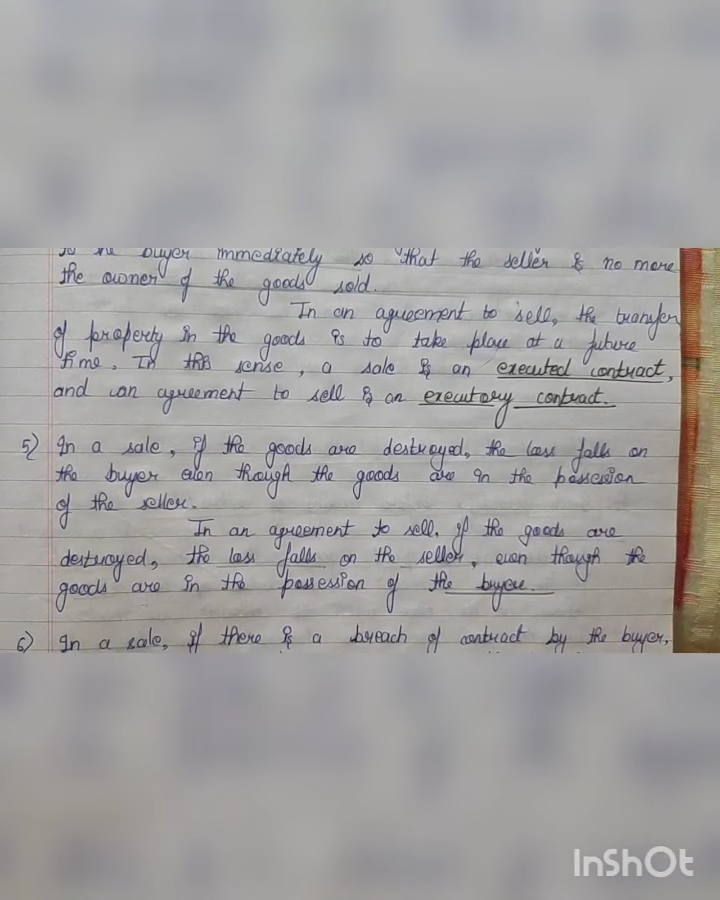 to the buyer immediately so that the seller is no more
the owner of the goods sold.
In an agreement to sell, the transfer
of property in the goods is to take place at a future
time. In this sense, a sale is an executed contract,
and an agreement to sell is an executory contract.
5) In a sale, if the goods are destroyed, the loss falls on
the buyer even though the goods are in the possession
of the seller.
In an agreement to sell, if the goods are
destroyed, the loss falls on the seller, even though the
goods are in the possession of the buyer.
6) In a sale, if there is a breach of contract by the buyer,
InShOt